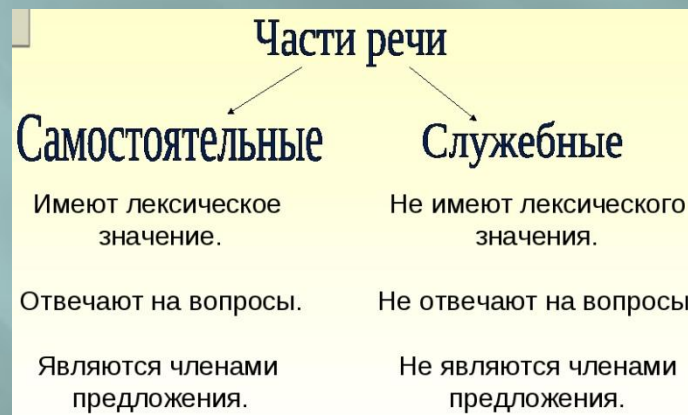 Части речи
Самостоятельные
Служебные
Имеют лексическое
значение.
Не имеют лексического
значения.
Отвечают на вопросы.
Не отвечают на вопросы
Являются членами
предложения.
Не являются членами
предложения.